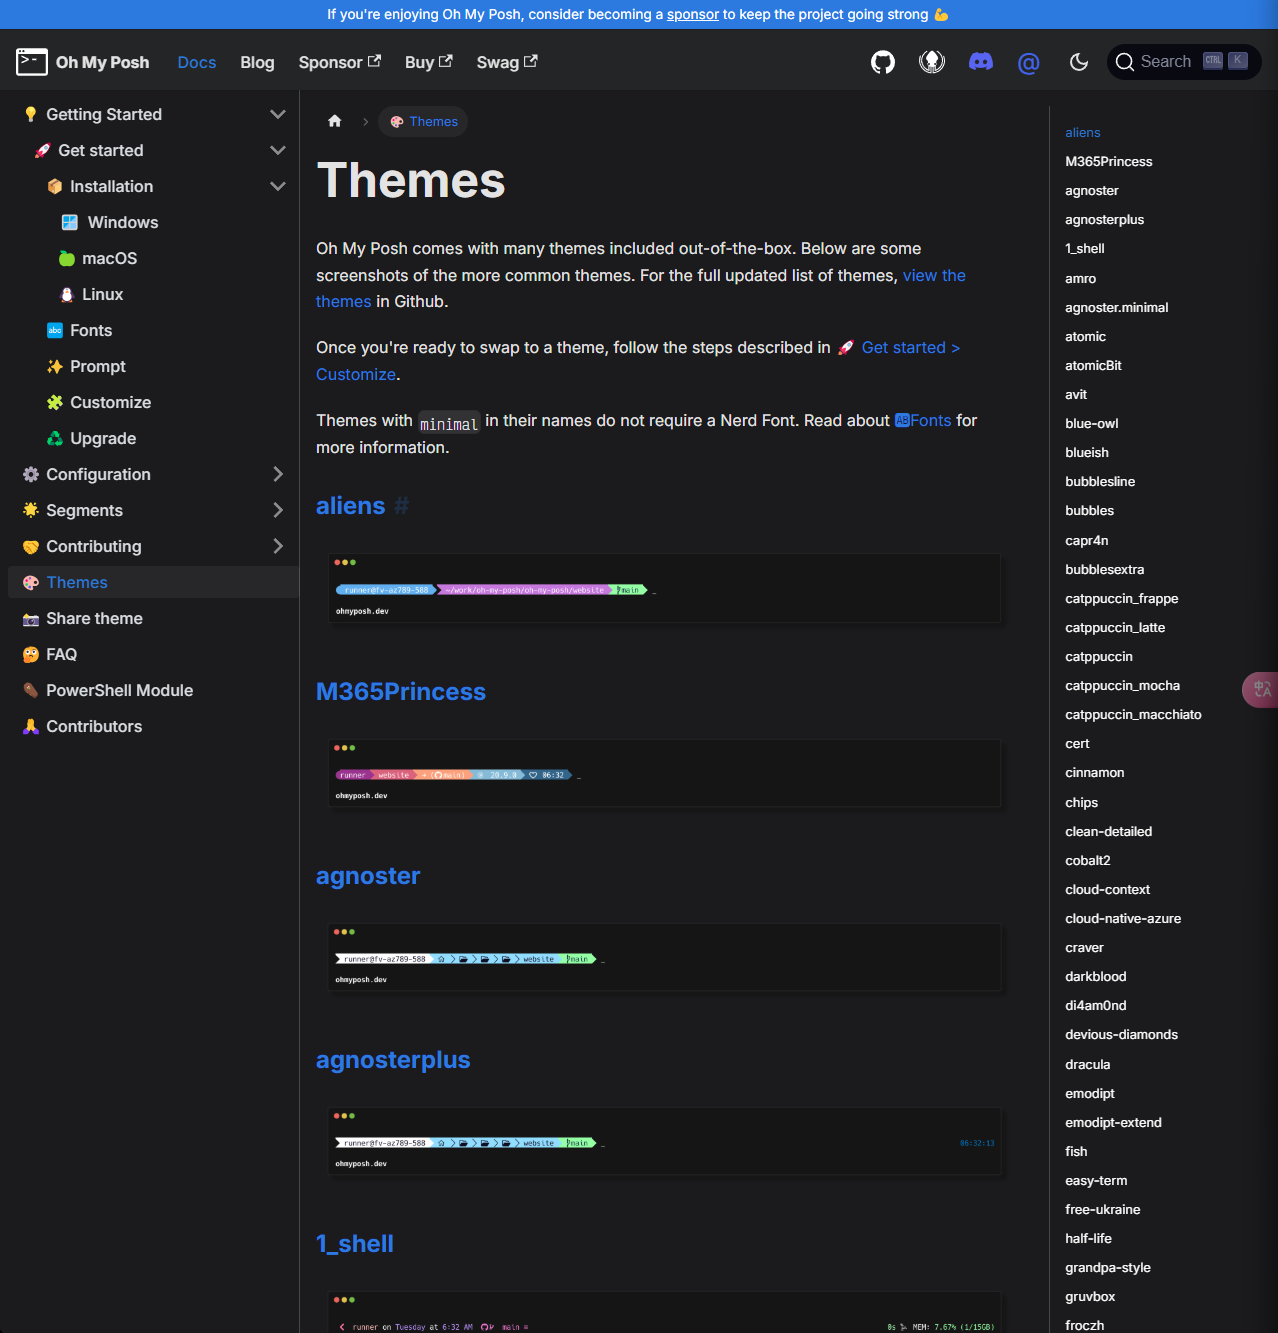 If you're enjoying Oh My Posh, consider becoming a sponsor to keep the project going strong 💪
Oh My Posh
Docs
Blog
Sponsor
Buy
Swag
@
Search
CTRL
K
Getting Started
Get started
Installation
Windows
macOS
Linux
Fonts
Prompt
Customize
Upgrade
Configuration
Segments
Contributing
Themes
Share theme
FAQ
PowerShell Module
Contributors
Themes
Themes
Oh My Posh comes with many themes included out-of-the-box. Below are some
screenshots of the more common themes. For the full updated list of themes, view the
themes in Github.
Once you're ready to swap to a theme, follow the steps described in 🚀 Get started >
Customize.
Themes with minimal in their names do not require a Nerd Font. Read about 🆎Fonts for
more information.
aliens #
runner@fv-az789-588 ~/work/oh-my-posh/oh-my-posh/website main _
ohmyposh.dev
M365Princess
runner website (main) 20.9.0 ♡ 06:32 _
ohmyposh.dev
agnoster
runner@fv-az789-588 website main _
ohmyposh.dev
agnosterplus
runner@fv-az789-588 website main _ 06:32:13
ohmyposh.dev
1_shell
runner on Tuesday at 6:32 AM main ≡ 0s MEM: 7.67% (1/15GB)
aliens
M365Princess
agnoster
agnosterplus
1_shell
amro
agnoster.minimal
atomic
atomicBit
avit
blue-owl
blueish
bubblesline
bubbles
capr4n
bubblesextra
catppuccin_frappe
catppuccin_latte
catppuccin
catppuccin_mocha
catppuccin_macchiato
cert
cinnamon
chips
clean-detailed
cobalt2
cloud-context
cloud-native-azure
craver
darkblood
di4am0nd
devious-diamonds
dracula
emodipt
emodipt-extend
fish
easy-term
free-ukraine
half-life
grandpa-style
gruvbox
froczh